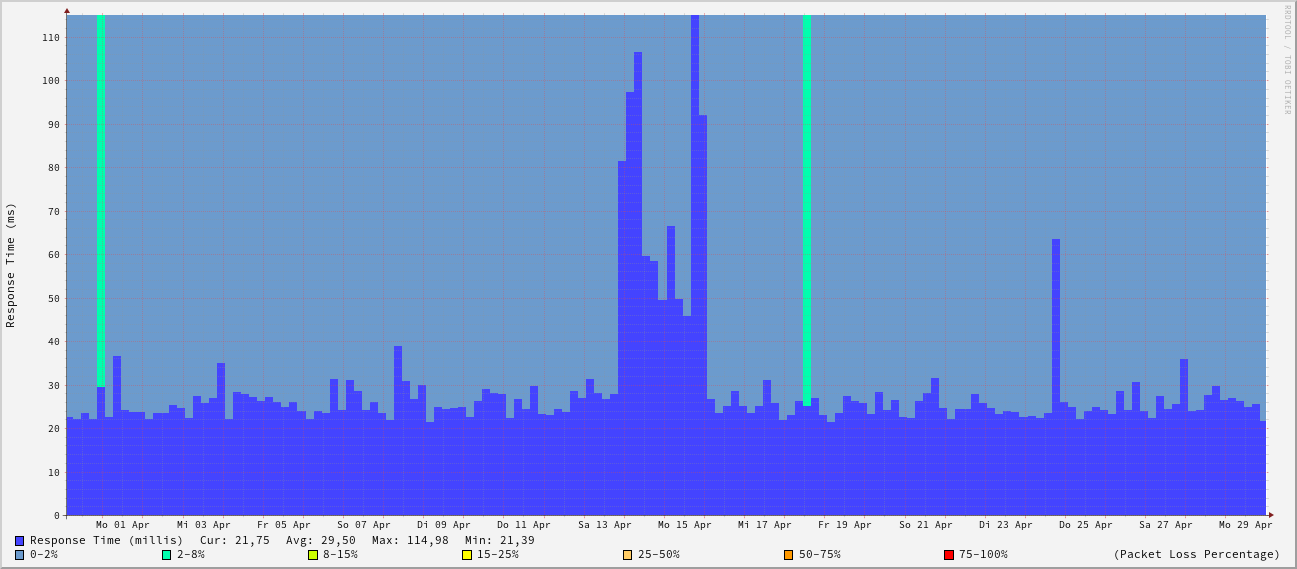 RRDTOOL / TOBI OETIKER
Response Time (ms)
110
100
90
80
70
60
50
40
30
20
10
0
Mo 01 Apr Mi 03 Apr Fr 05 Apr So 07 Apr Di 09 Apr Do 11 Apr Sa 13 Apr Mo 15 Apr Mi 17 Apr Fr 19 Apr So 21 Apr Di 23 Apr Do 25 Apr Sa 27 Apr Mo 29 Apr
Response Time (millis) Cur: 21,75 Avg: 29,50 Max: 114,98 Min: 21,39
0-2% 2-8% 8-15% 15-25% 25-50% 50-75% 75-100% (Packet Loss Percentage)